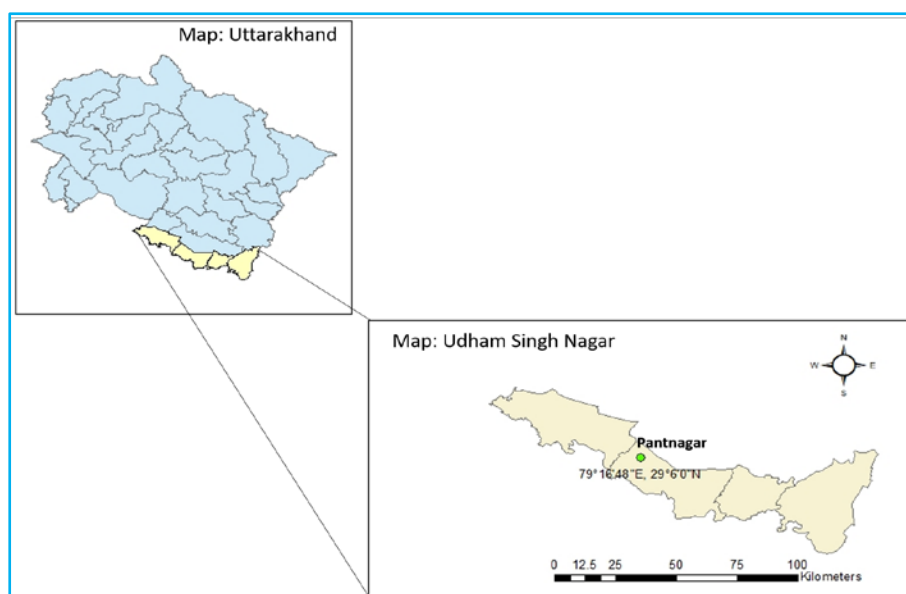 Map: Uttarakhand
Map: Udham Singh Nagar
N
W E
S
Pantnagar
79°16'48"E, 29°6'0"N
0 12.5 25 50 75 100
Kilometers